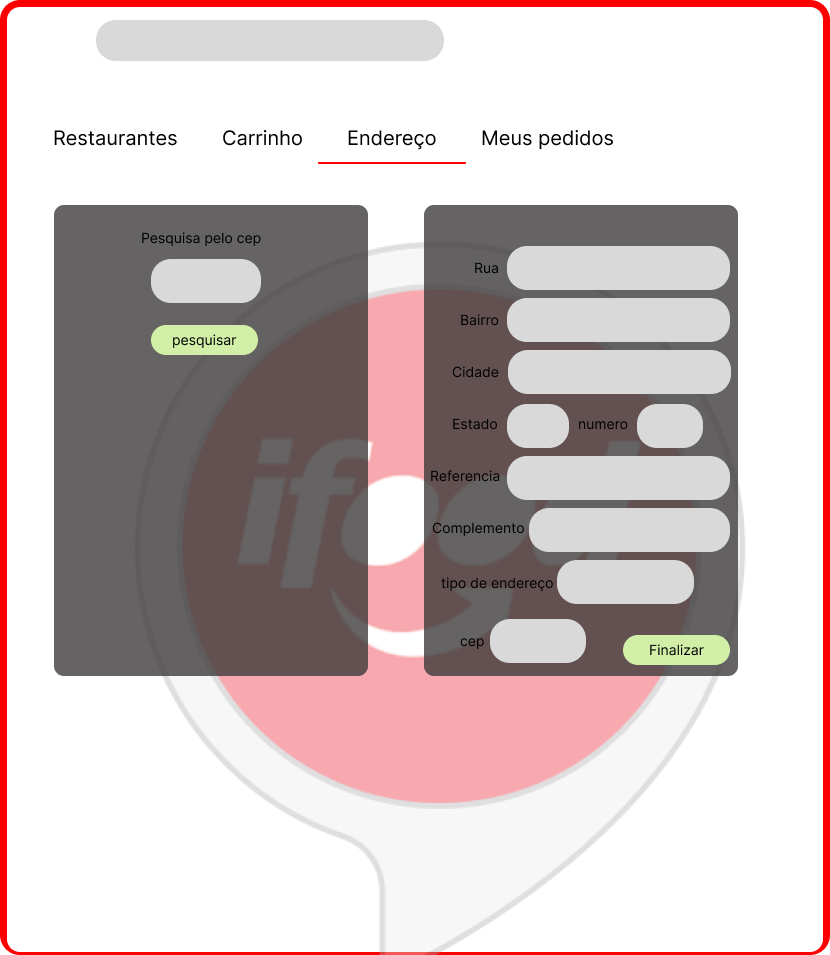 Restaurantes Carrinho Endereço Meus pedidos
Pesquisa pelo cep
pesquisar
Rua
Bairro
Cidade
Estado numero
Referencia
Complemento
tipo de endereço
cep
Finalizar
ifood